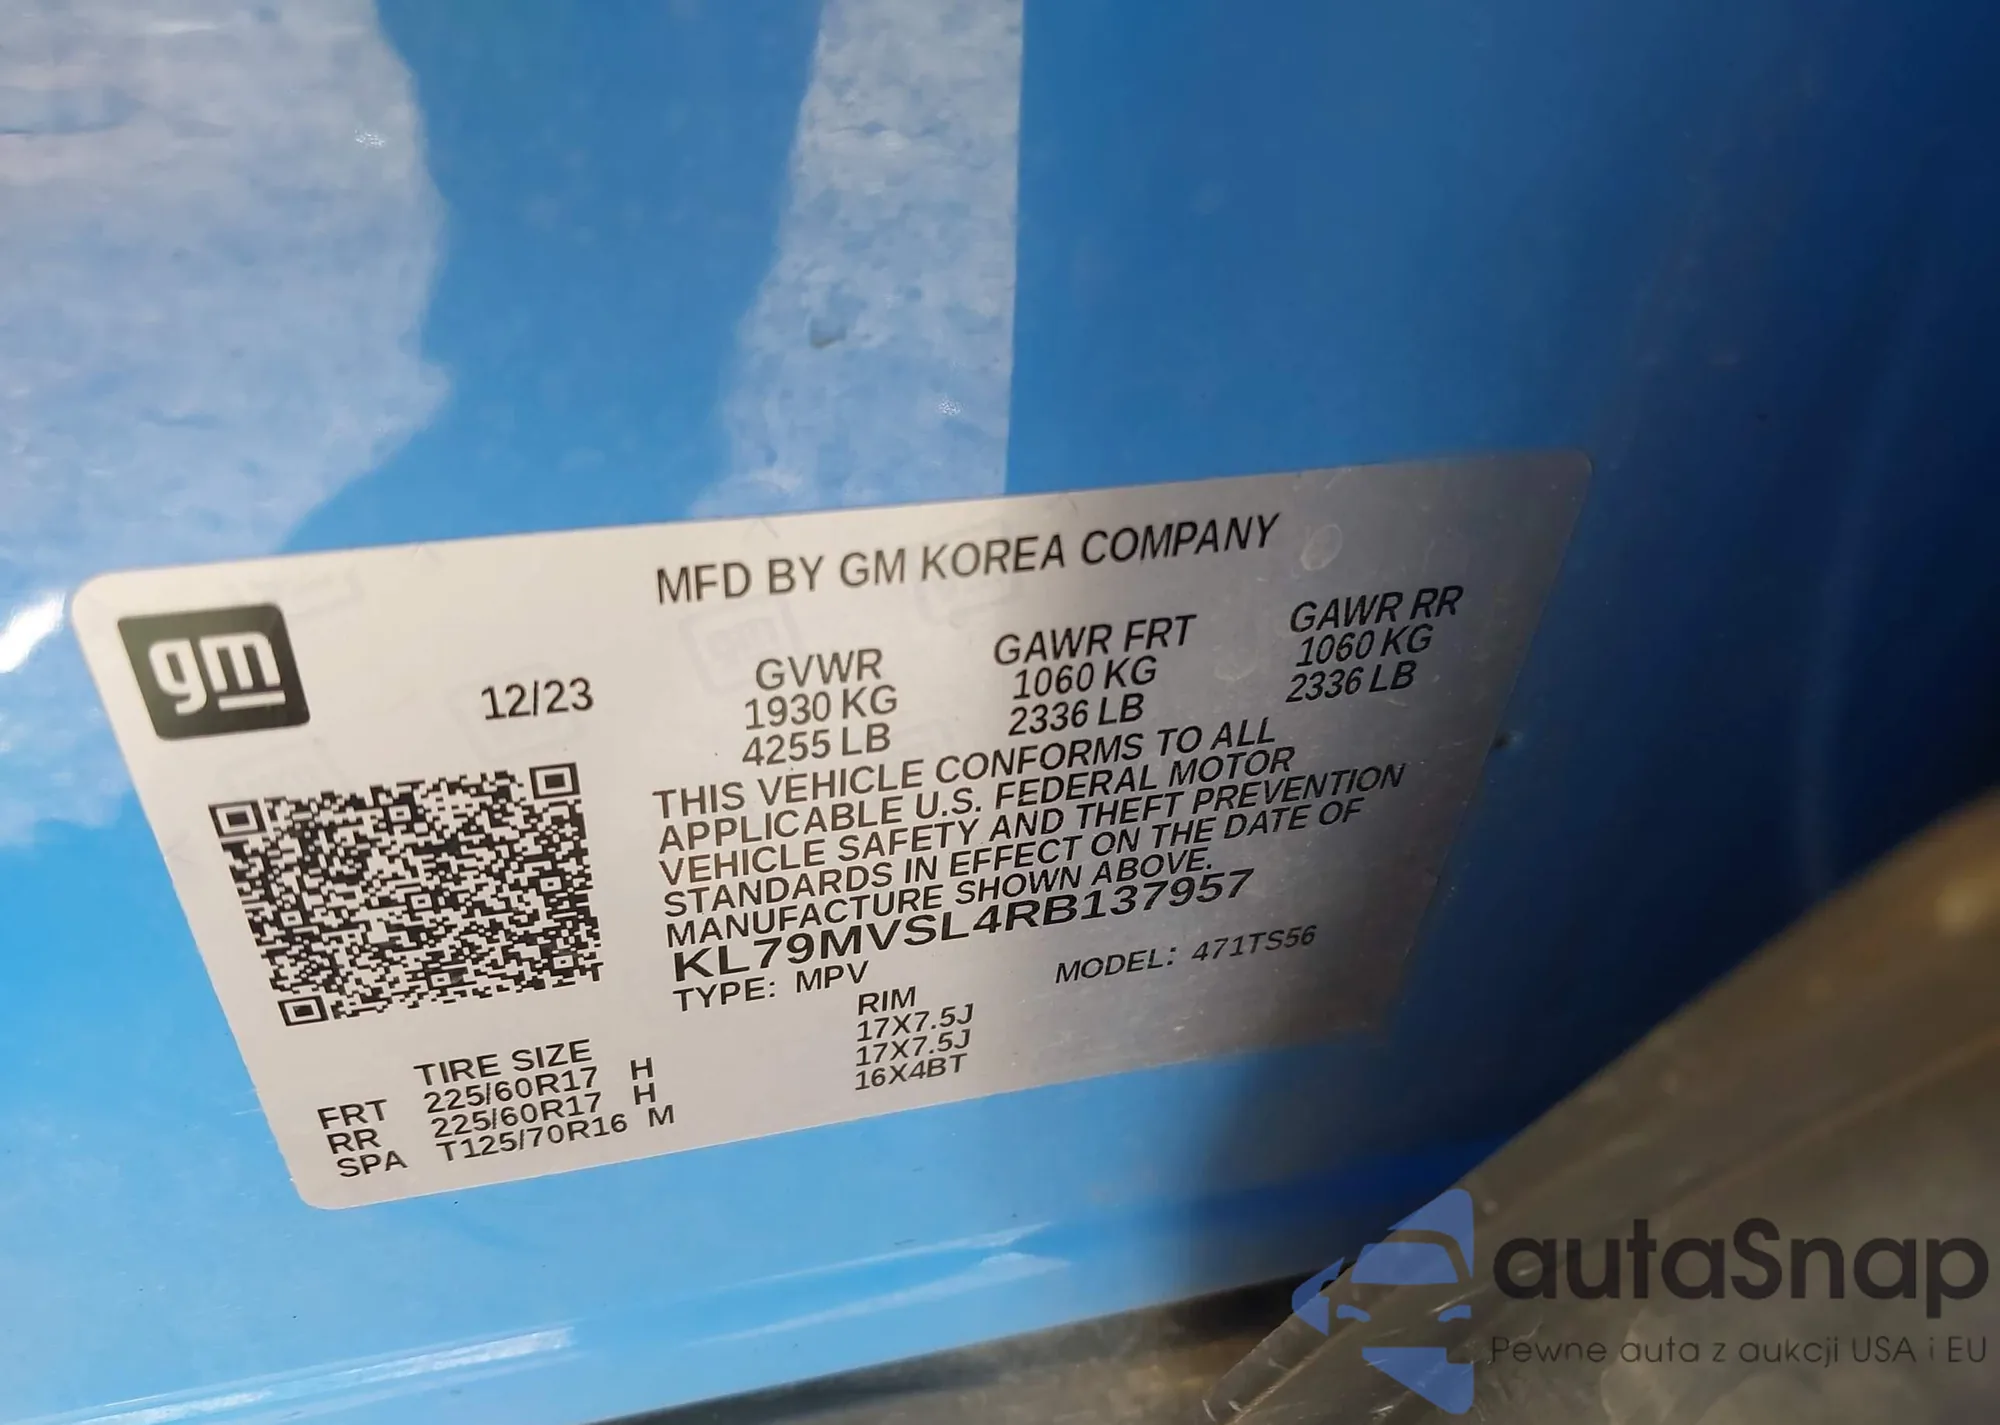 MFD BY GM KOREA COMPANY
gm
12/23
GVWR GAWR FRT GAWR RR
1930 KG 1060 KG 1060 KG
4255 LB 2336 LB 2336 LB
THIS VEHICLE CONFORMS TO ALL
APPLICABLE U.S. FEDERAL MOTOR
VEHICLE SAFETY AND THEFT PREVENTION
STANDARDS IN EFFECT ON THE DATE OF
MANUFACTURE SHOWN ABOVE.
KL79MVSL4RB137957
TYPE: MPV MODEL: 471TS56
TIRE SIZE RIM
FRT 225/60R17 H 17X7.5J
RR 225/60R17 H 17X7.5J
SPA T125/70R16 M 16X4BT
autaSnap
Pewne auta z aukcji USA i EU